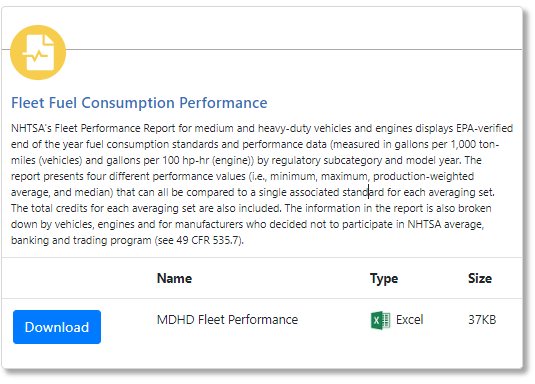 Fleet Fuel Consumption Performance
NHTSA's Fleet Performance Report for medium and heavy-duty vehicles and engines displays EPA-verified
end of the year fuel consumption standards and performance data (measured in gallons per 1,000 ton-
miles (vehicles) and gallons per 100 hp-hr (engine)) by regulatory subcategory and model year. The
report presents four different performance values (i.e., minimum, maximum, production-weighted
average, and median) that can all be compared to a single associated standard for each averaging set.
The total credits for each averaging set are also included. The information in the report is also broken
down by vehicles, engines and for manufacturers who decided not to participate in NHTSA average,
banking and trading program (see 49 CFR 535.7).
Name Type Size
Download MDHD Fleet Performance Excel 37KB